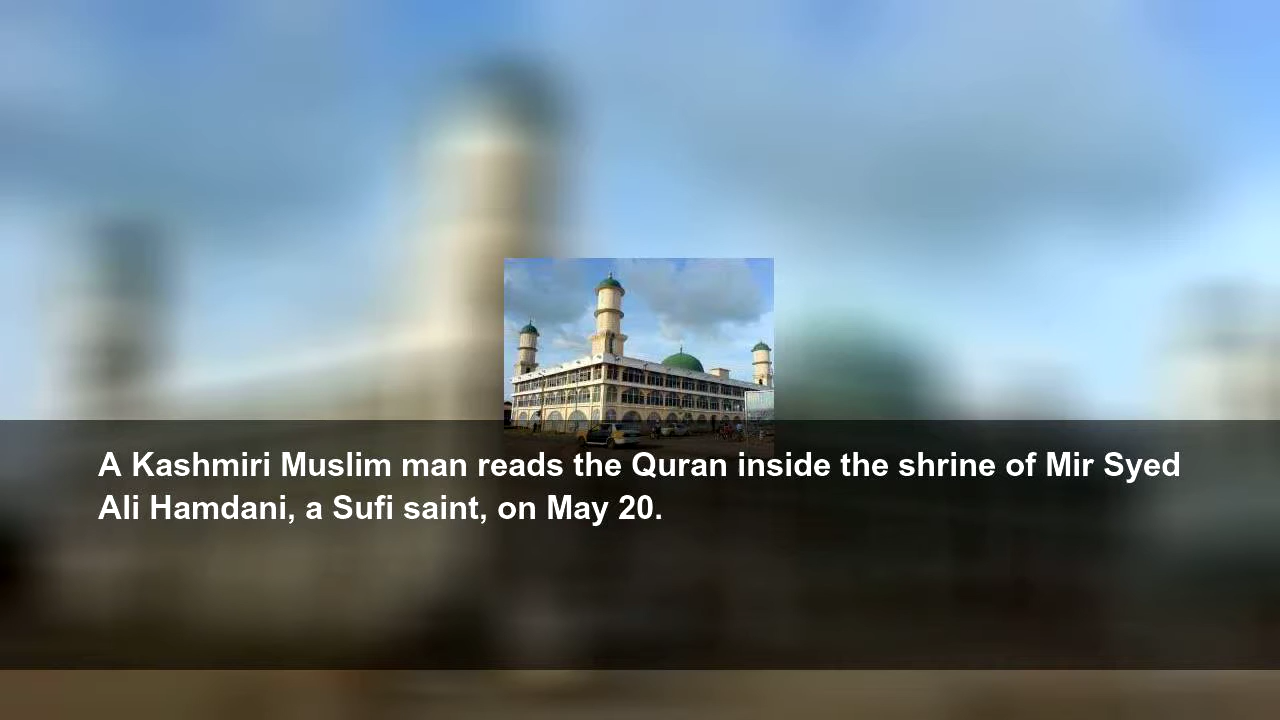 A Kashmiri Muslim man reads the Quran inside the shrine of Mir Syed
Ali Hamdani, a Sufi saint, on May 20.